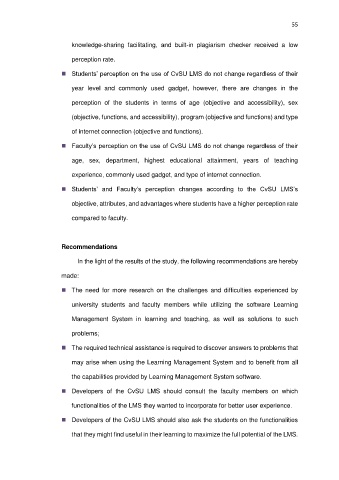 55
knowledge-sharing facilitating, and built-in plagiarism checker received a low
perception rate.
■ Students' perception on the use of CvSU LMS do not change regardless of their
year level and commonly used gadget, however, there are changes in the
perception of the students in terms of age (objective and accessibility), sex
(objective, functions, and accessibility), program (objective and functions) and type
of internet connection (objective and functions).
■ Faculty's perception on the use of CvSU LMS do not change regardless of their
age, sex, department, highest educational attainment, years of teaching
experience, commonly used gadget, and type of internet connection.
■ Students' and Faculty's perception changes according to the CvSU LMS's
objective, attributes, and advantages where students have a higher perception rate
compared to faculty.
Recommendations
In the light of the results of the study, the following recommendations are hereby
made:
■ The need for more research on the challenges and difficulties experienced by
university students and faculty members while utilizing the software Learning
Management System in learning and teaching, as well as solutions to such
problems;
■ The required technical assistance is required to discover answers to problems that
may arise when using the Learning Management System and to benefit from all
the capabilities provided by Learning Management System software.
■ Developers of the CvSU LMS should consult the faculty members on which
functionalities of the LMS they wanted to incorporate for better user experience.
■ Developers of the CvSU LMS should also ask the students on the functionalities
that they might find useful in their learning to maximize the full potential of the LMS.